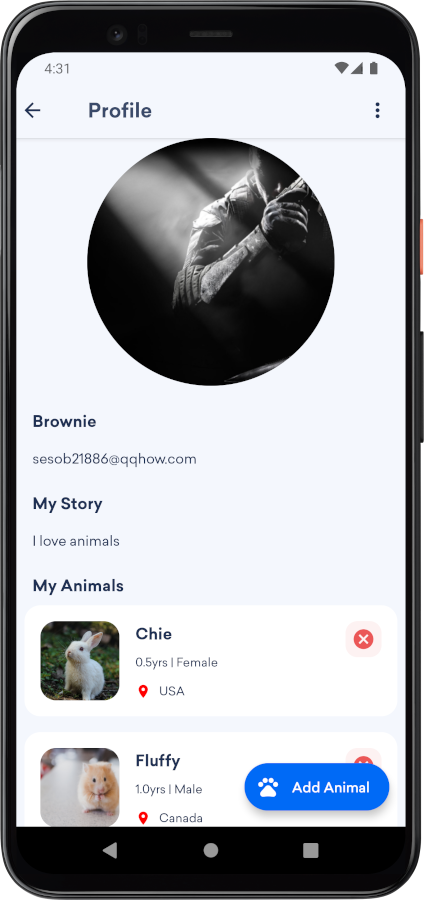 4:31
Profile
Brownie
sesob21886@qqhow.com
My Story
I love animals
My Animals
Chie
0.5yrs | Female
USA
Fluffy
1.0yrs | Male
Add Animal
Canada